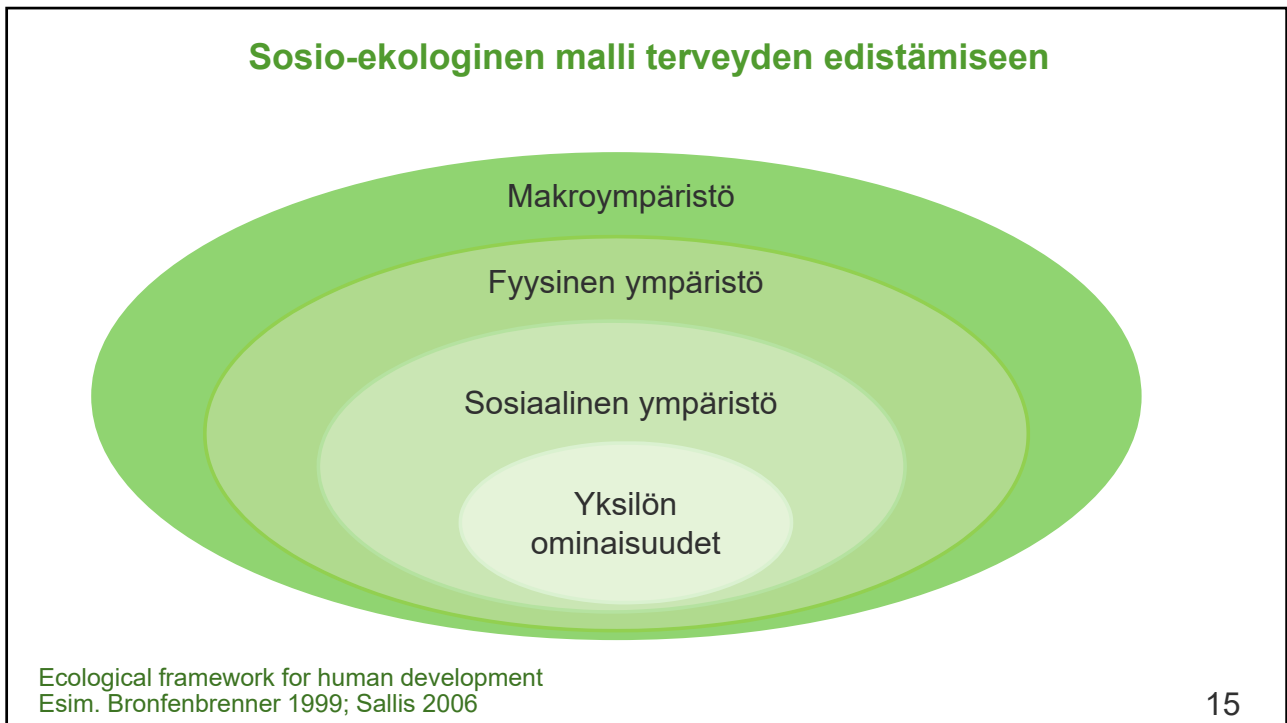 Sosio-ekologinen malli terveyden edistämiseen
Makroympäristö
Fyysinen ympäristö
Sosiaalinen ympäristö
Yksilön
ominaisuudet
Ecological framework for human development
Esim. Bronfenbrenner 1999; Sallis 2006
15